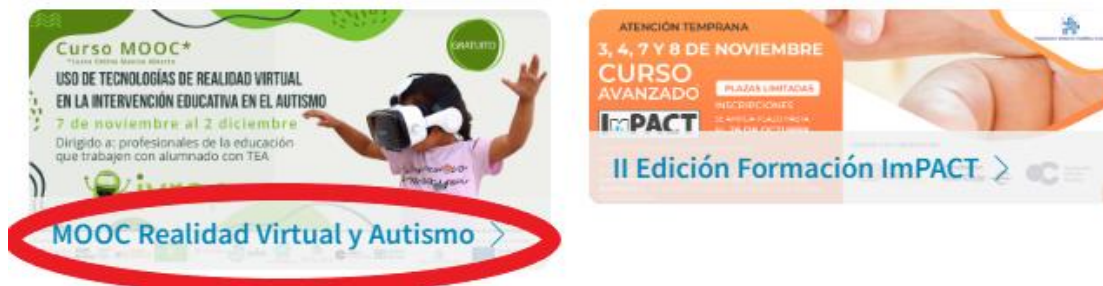 Curso MOOC*
*Curso Online Masivo Abierto
GRATUITO
USO DE TECNOLOGÍAS DE REALIDAD VIRTUAL
EN LA INTERVENCIÓN EDUCATIVA EN EL AUTISMO
7 de noviembre al 2 diciembre
Dirigido a: profesionales de la educación
que trabajen con alumnado con TEA
MOOC Realidad Virtual y Autismo >
ATENCIÓN TEMPRANA
3, 4, 7 Y 8 DE NOVIEMBRE
CURSO
AVANZADO
PLAZAS LIMITADAS
INSCRIPCIONES
ImPACT
II Edición Formación ImPACT >